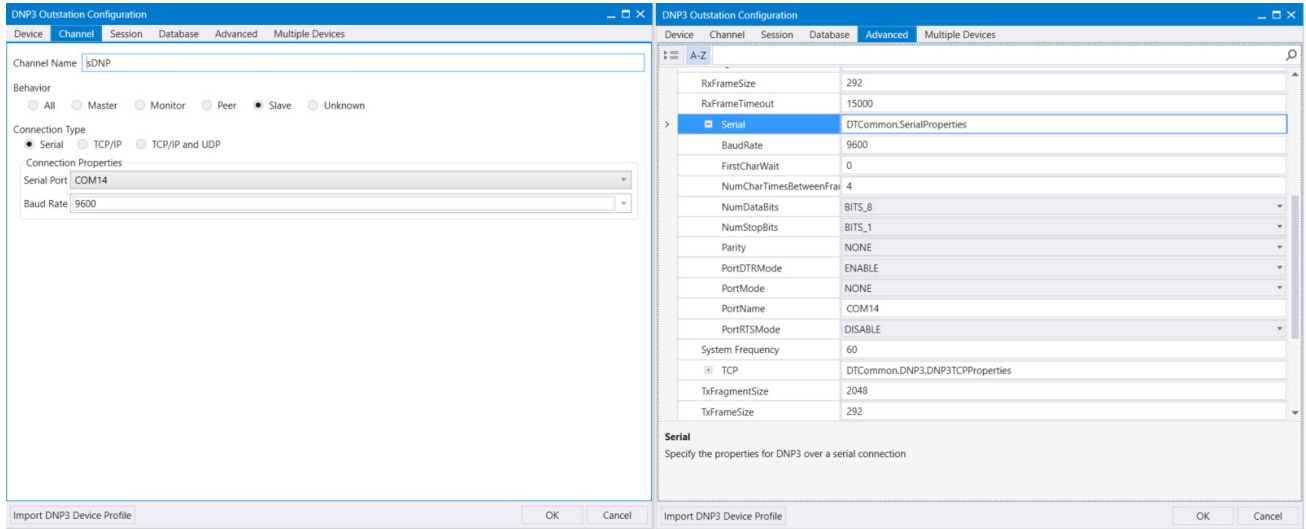 DNP3 Outstation Configuration
Device Channel Session Database Advanced Multiple Devices
Channel Name sDNP
Behavior
All Master Monitor Peer Slave Unknown
Connection Type
Serial TCP/IP TCP/IP and UDP
Connection Properties
Serial Port COM14
Baud Rate 9600
Import DNP3 Device Profile OK Cancel
DNP3 Outstation Configuration
Device Channel Session Database Advanced Multiple Devices
A-Z
RxFrameSize 292
RxFrameTimeout 15000
Serial DTCommon.SerialProperties
BaudRate 9600
FirstCharWait 0
NumCharTimesBetweenFra 4
NumDataBits BITS_8
NumStopBits BITS_1
Parity NONE
PortDTRMode ENABLE
PortMode NONE
PortName COM14
PortRTSMode DISABLE
System Frequency 60
TCP DTCommon.DNP3.DNP3TCPProperties
TxFragmentSize 2048
TxFrameSize 292
Serial
Specify the properties for DNP3 over a serial connection
Import DNP3 Device Profile OK Cancel